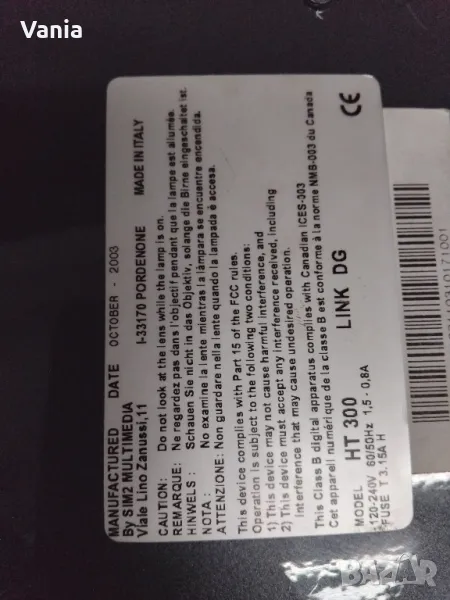 Vania
MANUFACTURED DATE OCTOBER - 2003
By SIM2 MULTIMEDIA
Viale Lino Zanussi,11 I-33170 PORDENONE MADE IN ITALY
CAUTION: Do not look at the lens while the lamp is on.
REMARQUE: Ne regardez pas dans l'objectif pendant que la lampe est allumée.
HINWEIS: Schauen Sie nicht in das Objektiv, solange die Birne eingeschaltet ist.
NOTA: No examine la lente mientras la lámpara se encuentre encendida.
ATTENZIONE: Non guardare nella lente quando la lampada è accesa.
This device complies with Part 15 of the FCC rules.
Operation is subject to the following two conditions:
1) This device may not cause harmful interference, and
2) This device must accept any interference received, including
interference that may cause undesired operation.
This Class B digital apparatus complies with Canadian ICES-003
Cet appareil numérique de la classe B est conforme à la norme NMB-003 du Canada
MODEL HT 300 LINK DG
120-240V 60/50Hz 1,5 - 0,8A
FUSE T 3.15A H
CE
BAZAR